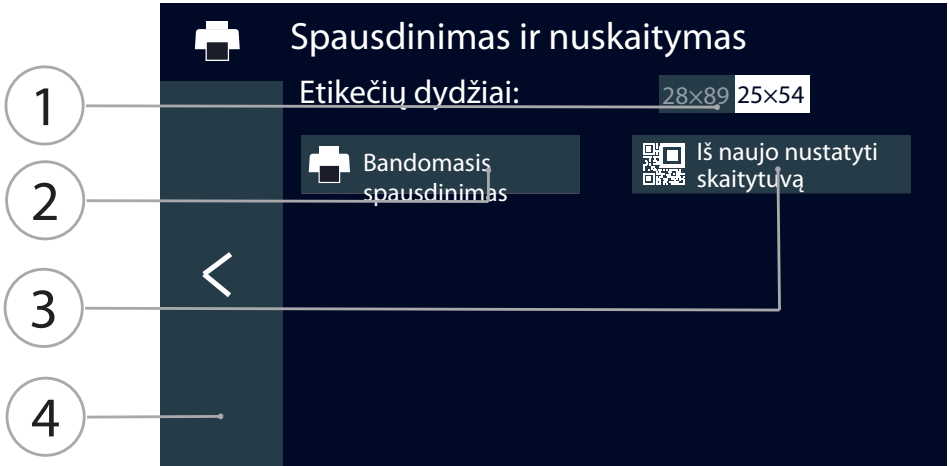 Spausdinimas ir nuskaitymas
1
Etikečių dydžiai:
28×89 25×54
2
Bandomasis
spausdinimas
Iš naujo nustatyti
skaitytuvą
3
4